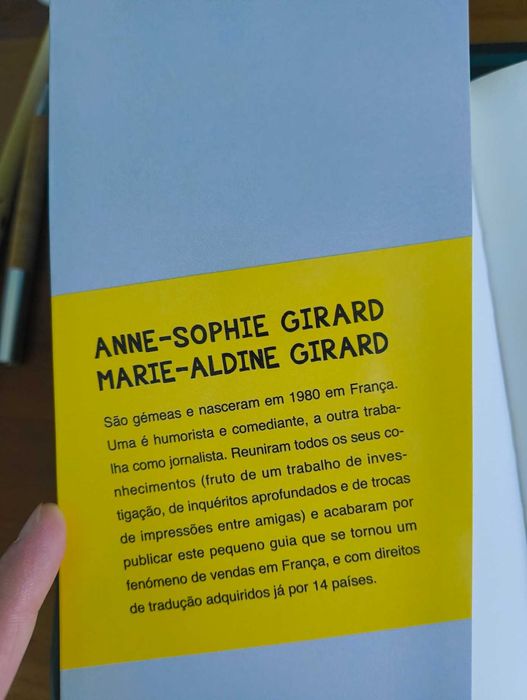 ANNE-SOPHIE GIRARD
MARIE-ALDINE GIRARD
São gémeas e nasceram em 1980 em França.
Uma é humorista e comediante, a outra traba-
lha como jornalista. Reuniram todos os seus co-
nhecimentos (fruto de um trabalho de inves-
tigação, de inquéritos aprofundados e de trocas
de impressões entre amigas) e acabaram por
publicar este pequeno guia que se tornou um
fenómeno de vendas em França, e com direitos
de tradução adquiridos já por 14 países.